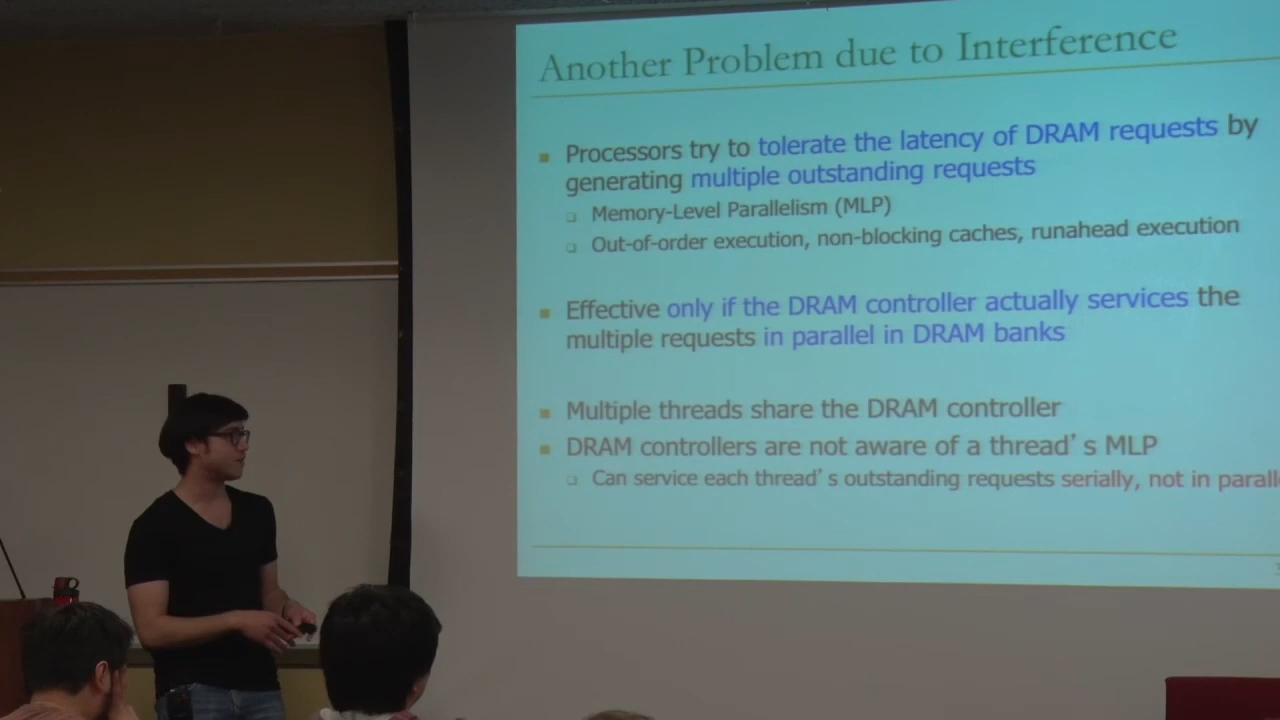 Another Problem due to Interference
Processors try to tolerate the latency of DRAM requests by
generating multiple outstanding requests
Memory-Level Parallelism (MLP)
Out-of-order execution, non-blocking caches, runahead execution
Effective only if the DRAM controller actually services the
multiple requests in parallel in DRAM banks
Multiple threads share the DRAM controller
DRAM controllers are not aware of a thread’s MLP
Can service each thread’s outstanding requests serially, not in